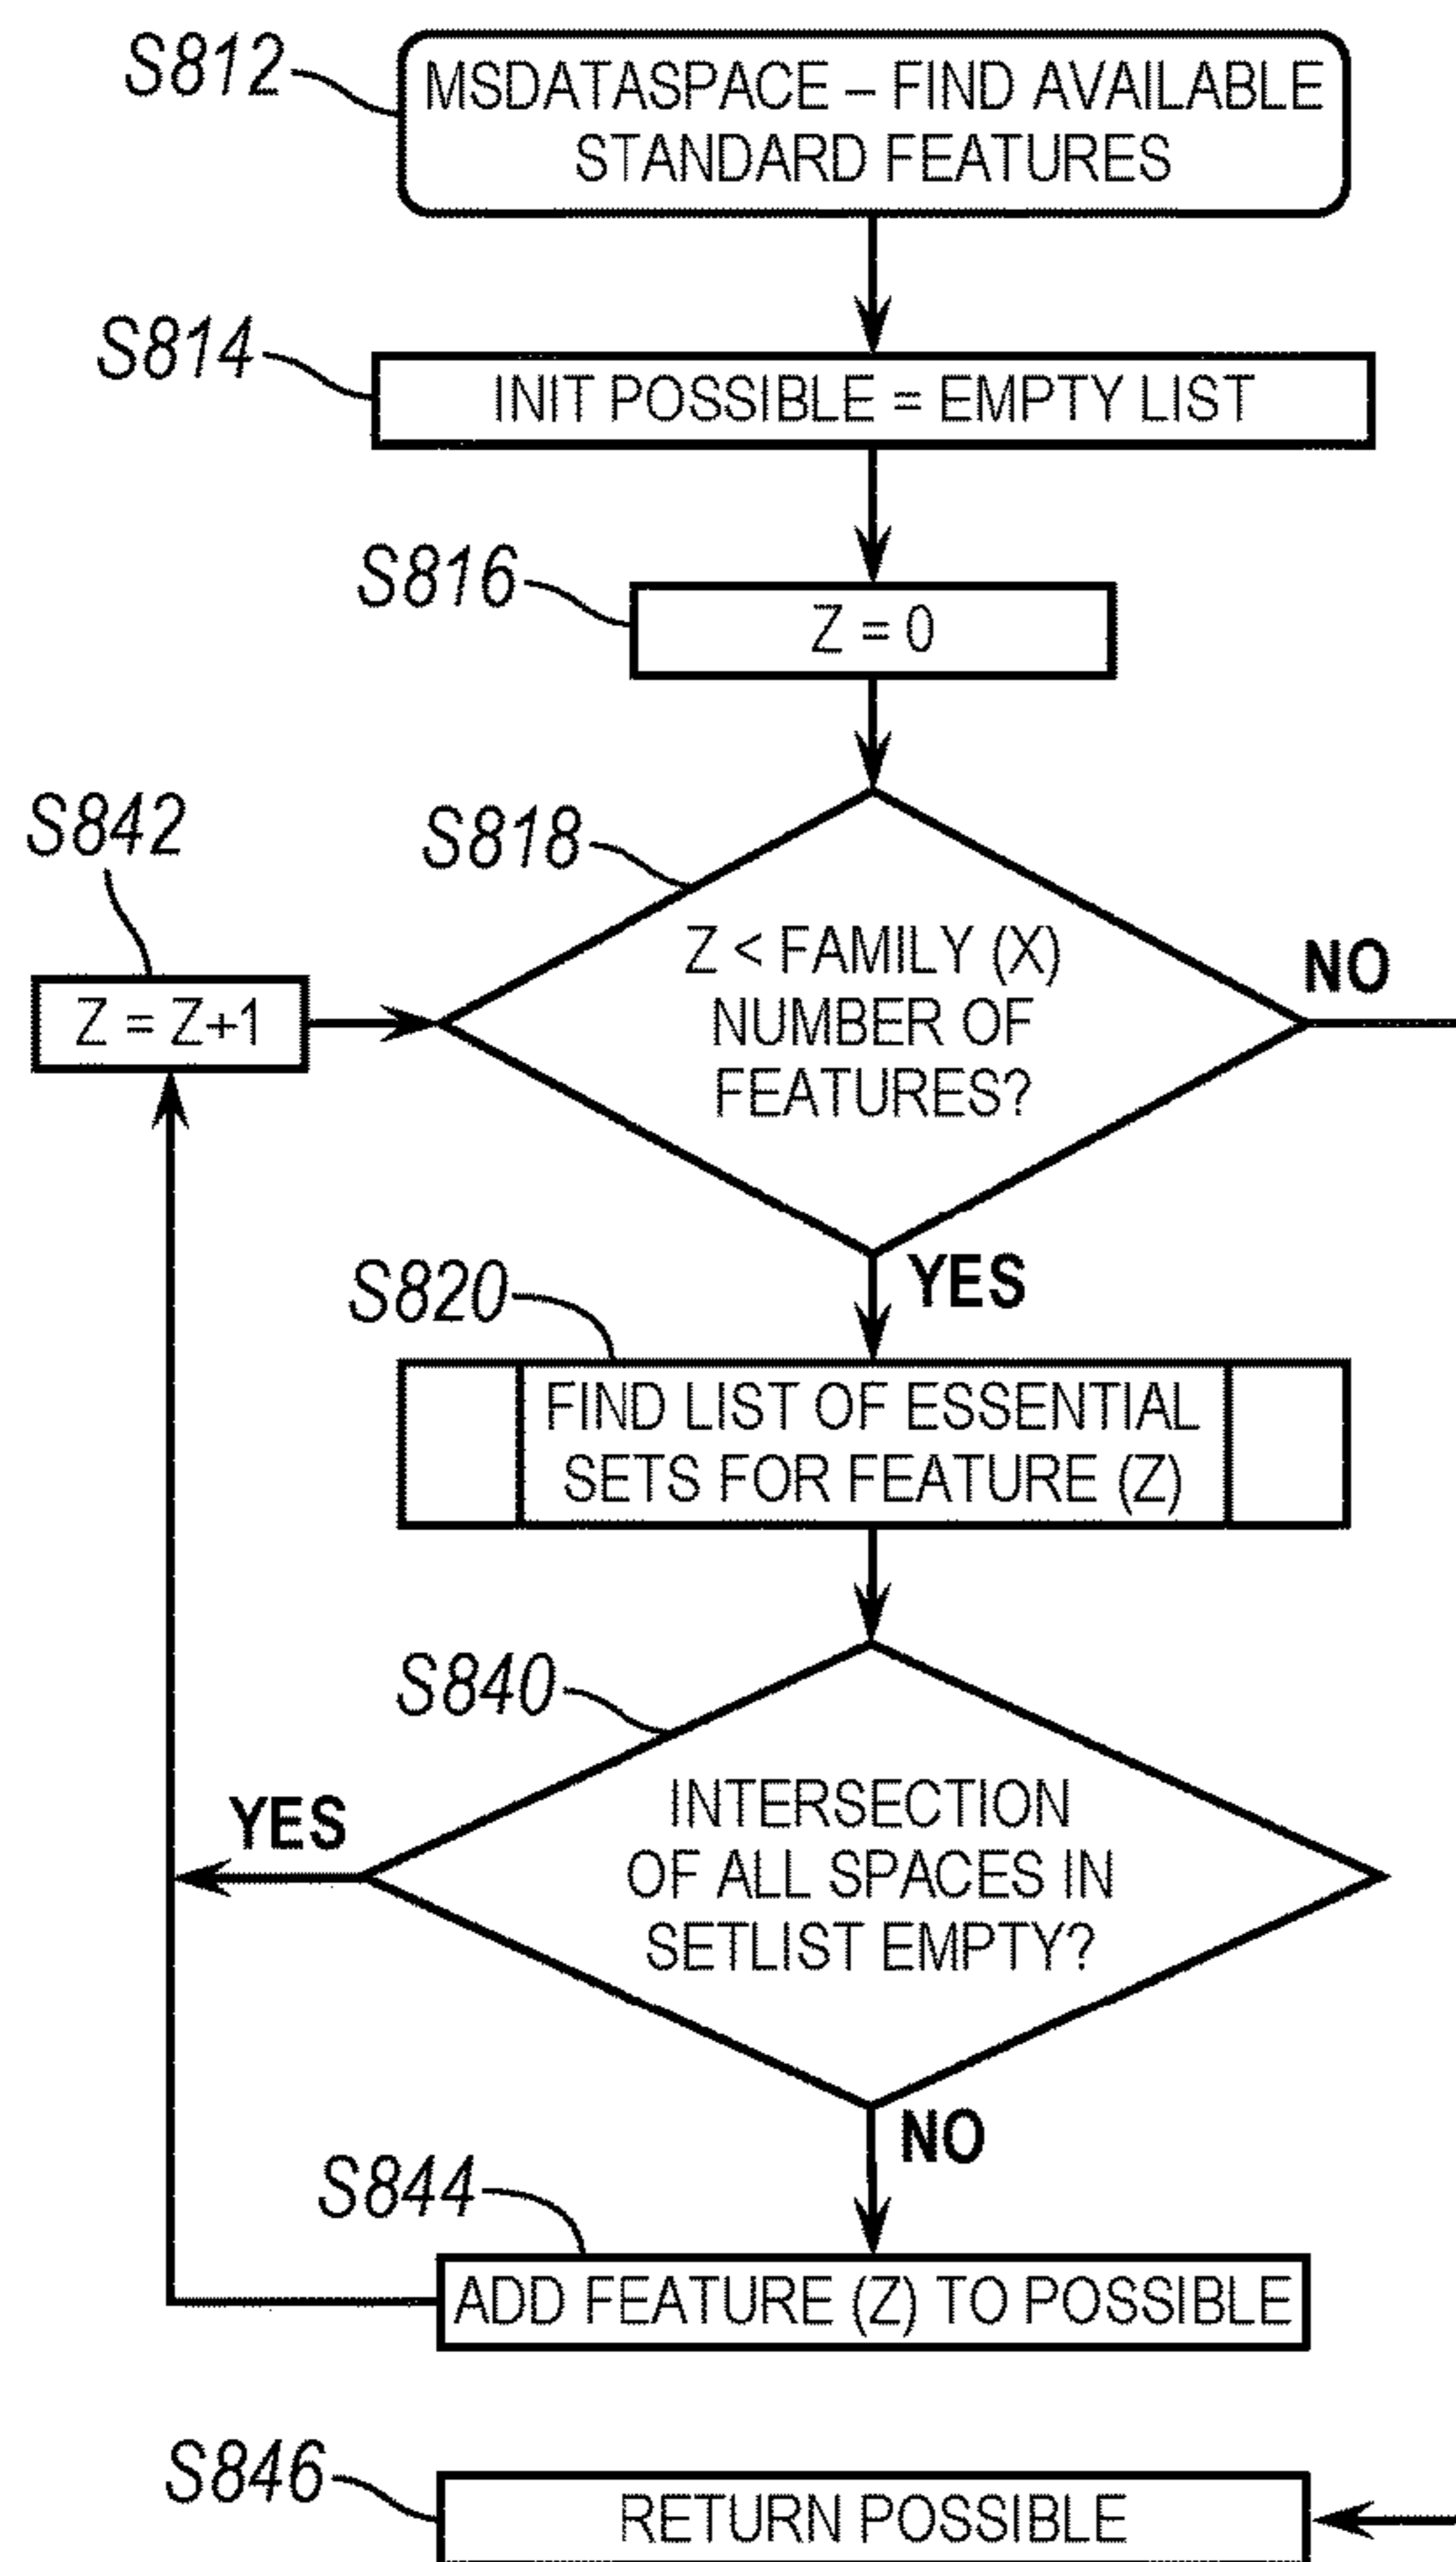 S812
MSDATASPACE – FIND AVAILABLE
STANDARD FEATURES
S814
INIT POSSIBLE = EMPTY LIST
S816
Z = 0
S842
Z = Z+1
S818
Z < FAMILY (X)
NUMBER OF
FEATURES?
NO
YES
S820
FIND LIST OF ESSENTIAL
SETS FOR FEATURE (Z)
S840
INTERSECTION
OF ALL SPACES IN
SETLIST EMPTY?
YES
NO
S844
ADD FEATURE (Z) TO POSSIBLE
S846
RETURN POSSIBLE